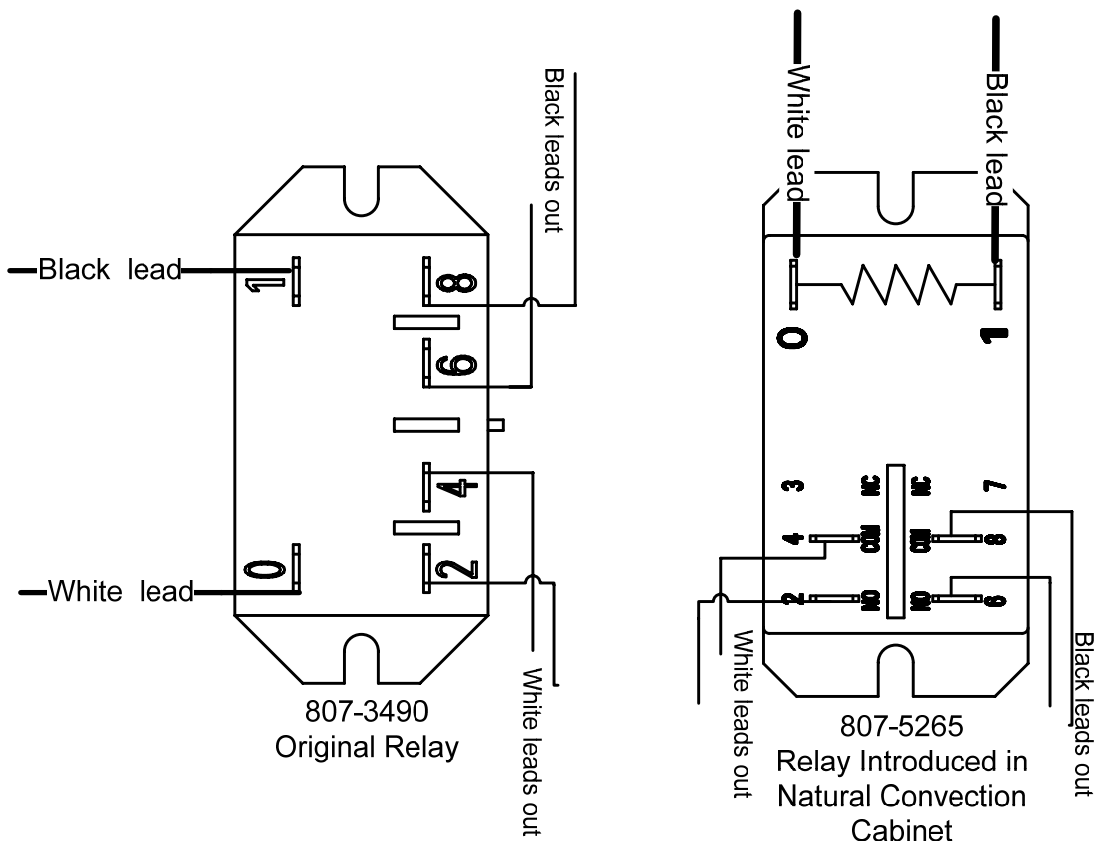 Black leads out
Black lead
1
8
6
4
0
2
White lead
White leads out
807-3490
Original Relay
White lead
Black lead
0
1
3
NC
NC
7
4
COM
COM
8
2
NO
NO
6
White leads out
Black leads out
807-5265
Relay Introduced in
Natural Convection
Cabinet